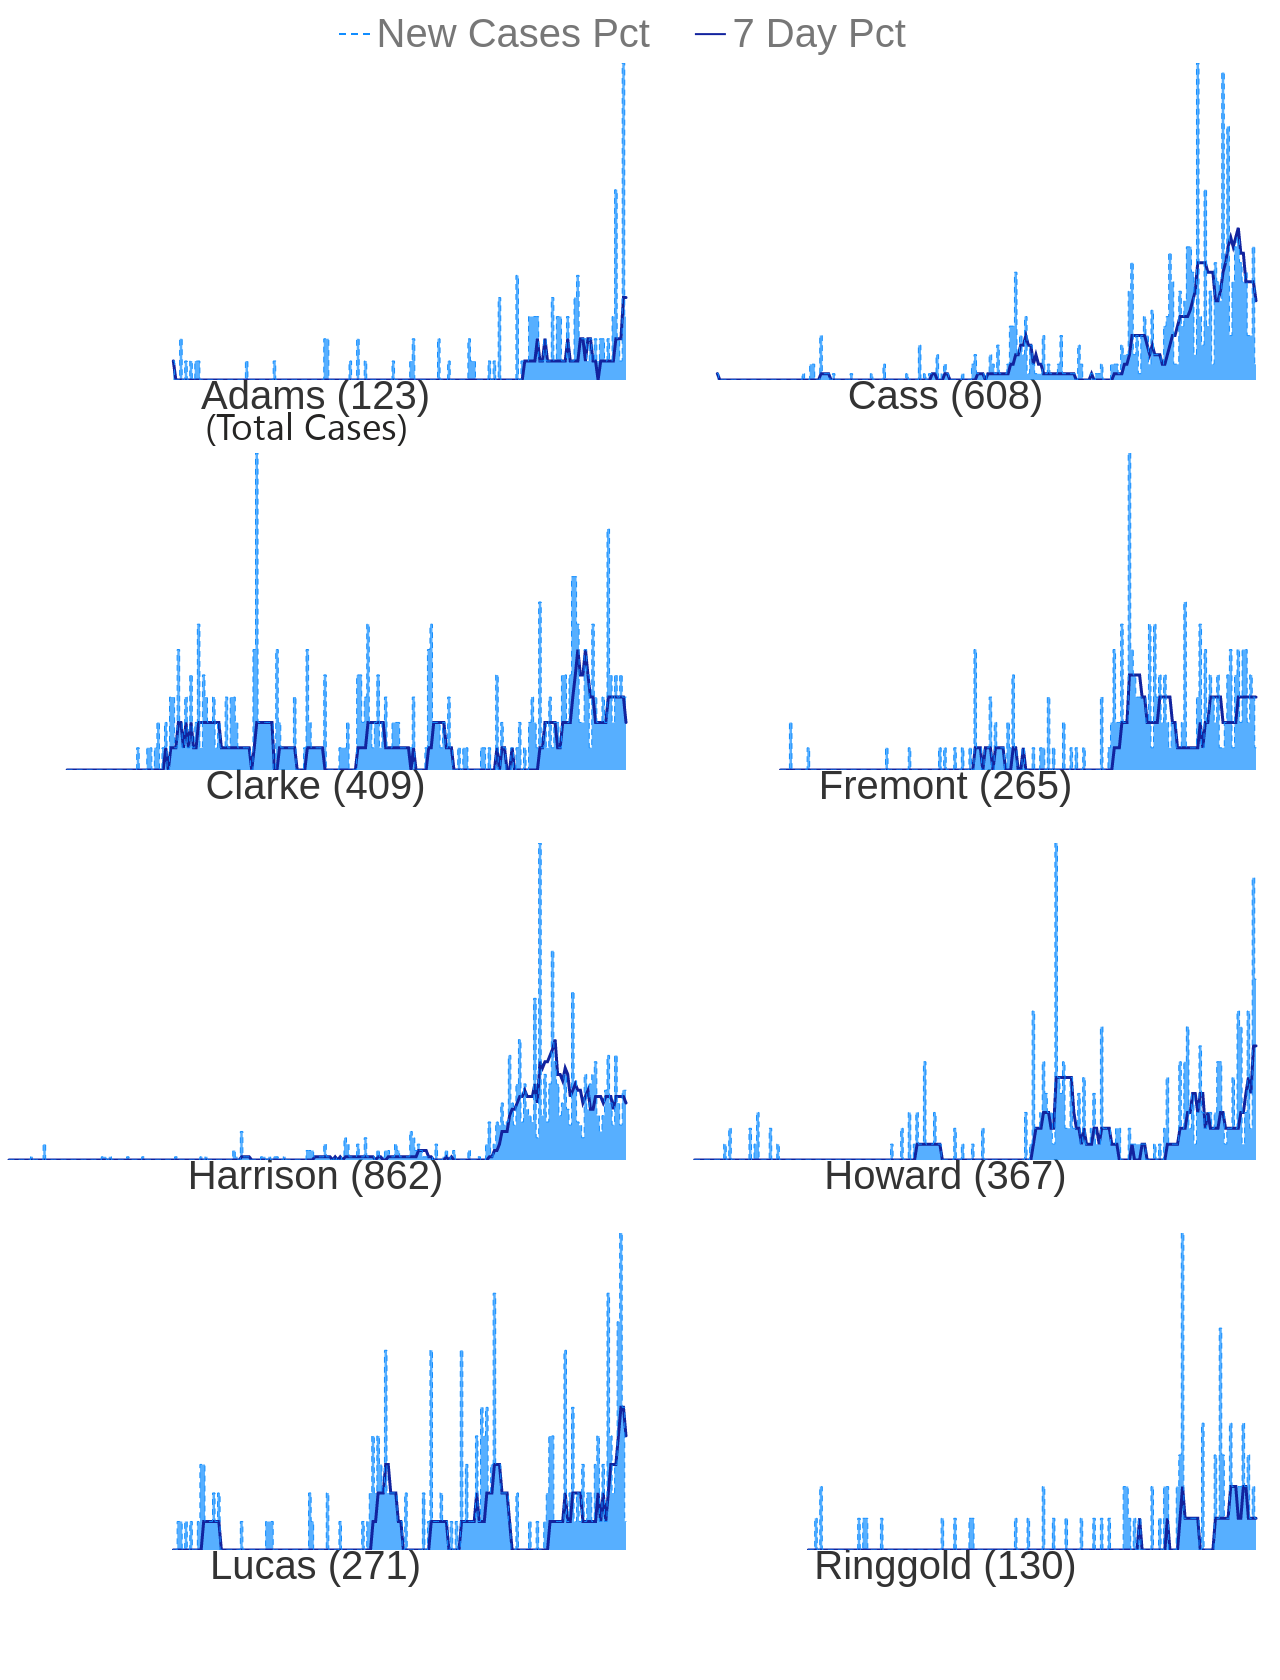 New Cases Pct 7 Day Pct
Adams (123)
(Total Cases)
Cass (608)
Clarke (409)
Fremont (265)
Harrison (862)
Howard (367)
Lucas (271)
Ringgold (130)